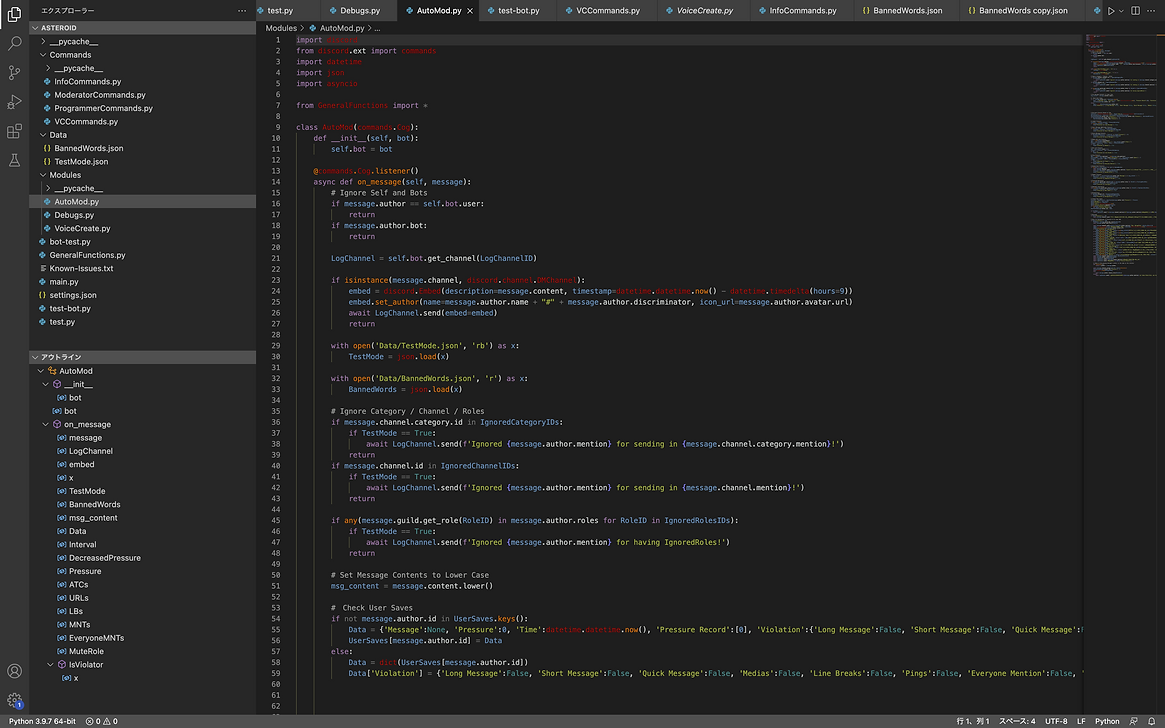 エクスプローラー
ASTEROID
__pycache__
Commands
__pycache__
InfoCommands.py
ModeratorCommands.py
ProgrammerCommands.py
VCCommands.py
Data
BannedWords.json
TestMode.json
Modules
__pycache__
AutoMod.py
Debugs.py
VoiceCreate.py
bot-test.py
GeneralFunctions.py
Known-Issues.txt
main.py
settings.json
test-bot.py
test.py
アウトライン
AutoMod
__init__
bot
bot
on_message
message
LogChannel
embed
x
TestMode
BannedWords
msg_content
Data
Interval
DecreasedPressure
Pressure
ATCs
URLs
LBs
MNTs
EveryoneMNTs
MuteRole
IsViolator
x
test.py Debugs.py AutoMod.py test-bot.py VCCommands.py VoiceCreate.py InfoCommands.py BannedWords.json BannedWords copy.json
Modules > AutoMod.py > ...
1 import discord
2 from discord.ext import commands
3 import datetime
4 import json
5 import asyncio
6
7 from GeneralFunctions import *
8
9 class AutoMod(commands.Cog):
10 def __init__(self, bot):
11 self.bot = bot
12
13 @commands.Cog.listener()
14 async def on_message(self, message):
15 # Ignore Self and Bots
16 if message.author == self.bot.user:
17 return
18 if message.author.bot:
19 return
20
21 LogChannel = self.bot.get_channel(LogChannelID)
22
23 if isinstance(message.channel, discord.channel.DMChannel):
24 embed = discord.Embed(description=message.content, timestamp=datetime.datetime.now() - datetime.timedelta(hours=9))
25 embed.set_author(name=message.author.name + "#" + message.author.discriminator, icon_url=message.author.avatar.url)
26 await LogChannel.send(embed=embed)
27 return
28
29 with open('Data/TestMode.json', 'rb') as x:
30 TestMode = json.load(x)
31
32 with open('Data/BannedWords.json', 'r') as x:
33 BannedWords = json.load(x)
34
35 # Ignore Category / Channel / Roles
36 if message.channel.category.id in IgnoredCategoryIDs:
37 if TestMode == True:
38 await LogChannel.send(f'Ignored {message.author.mention} for sending in {message.channel.category.mention}!')
39 return
40 if message.channel.id in IgnoredChannelIDs:
41 if TestMode == True:
42 await LogChannel.send(f'Ignored {message.author.mention} for sending in {message.channel.mention}!')
43 return
44
45 if any(message.guild.get_role(RoleID) in message.author.roles for RoleID in IgnoredRolesIDs):
46 if TestMode == True:
47 await LogChannel.send(f'Ignored {message.author.mention} for having IgnoredRoles!')
48 return
49
50 # Set Message Contents to Lower Case
51 msg_content = message.content.lower()
52
53 # Check User Saves
54 if not message.author.id in UserSaves.keys():
55 Data = {'Message':None, 'Pressure':0, 'Time':datetime.datetime.now(), 'Pressure Record':[0], 'Violation':{'Long Message':False, 'Short Message':False, 'Quick Message':
56 UserSaves[message.author.id] = Data
57 else:
58 Data = dict(UserSaves[message.author.id])
59 Data['Violation'] = {'Long Message':False, 'Short Message':False, 'Quick Message':False, 'Medias':False, 'Line Breaks':False, 'Pings':False, 'Everyone Mention':False, '
60
61
62
Python 3.9.7 64-bit 0 0 行 1、列 1 スペース: 4 UTF-8 LF Python
1